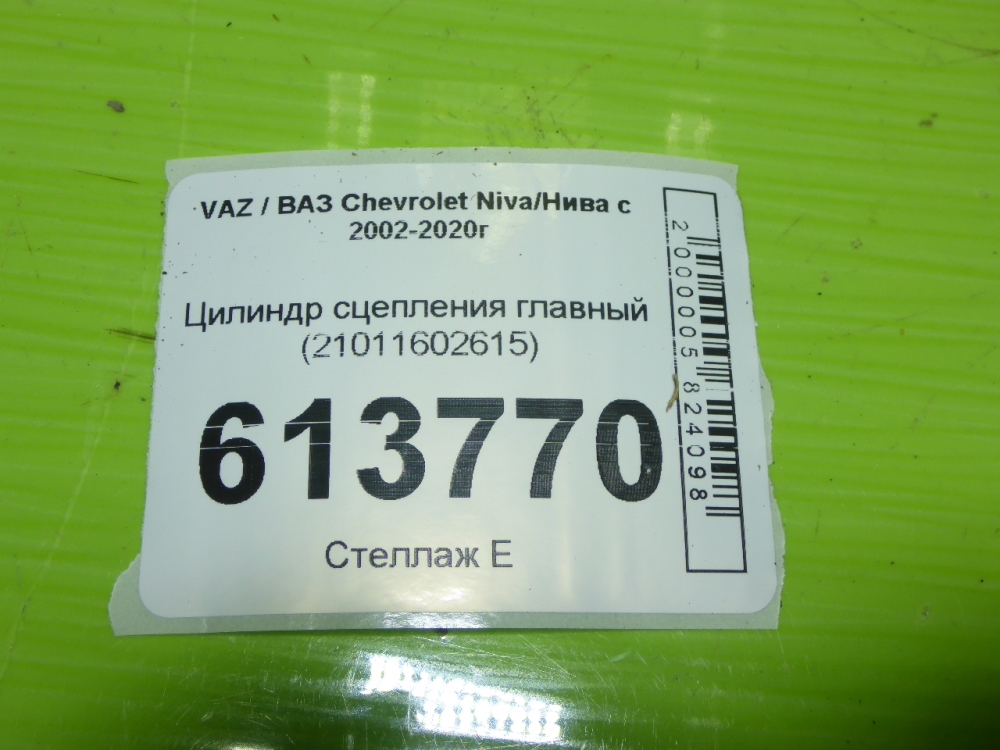 VAZ / ВАЗ Chevrolet Niva/Нива с
2002-2020г
Цилиндр сцепления главный
(21011602615)
613770
Стеллаж Е
2000005824098